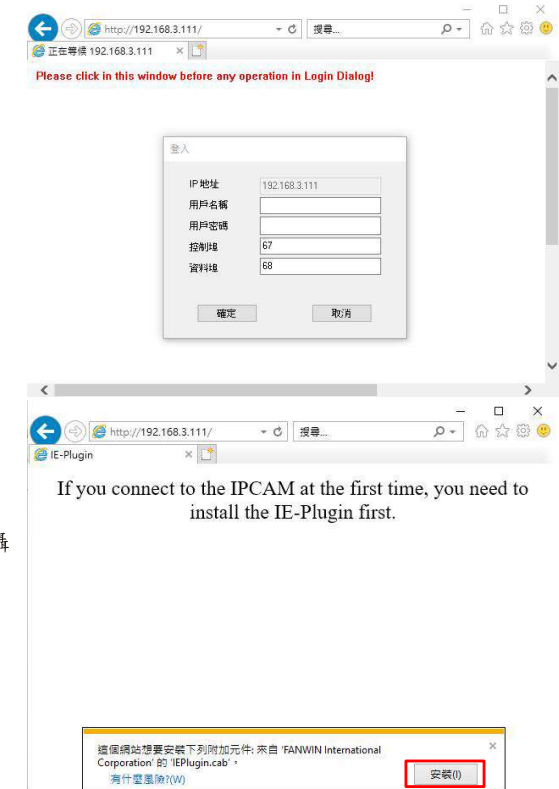 http://192.168.3.111/
搜尋...
正在等候 192.168.3.111
Please click in this window before any operation in Login Dialog!
登入
IP 地址 192.168.3.111
用戶名稱
用戶密碼
控制埠 67
資料埠 68
確定 取消
http://192.168.3.111/
搜尋...
IE-Plugin
If you connect to the IPCAM at the first time, you need to
install the IE-Plugin first.
這個網站想要安裝下列附加元件: 來自 'FANWIN International
Corporation' 的 'IEPlugin.cab'。
有什麼風險?(W)
安裝(I)